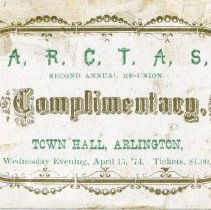 A. R. C. T. A. S.
SECOND ANNUAL RE-UNION.
Complimentary.
TOWN HALL, ARLINGTON,
Wednesday Evening, April 15, '74. Tickets, $1.00.